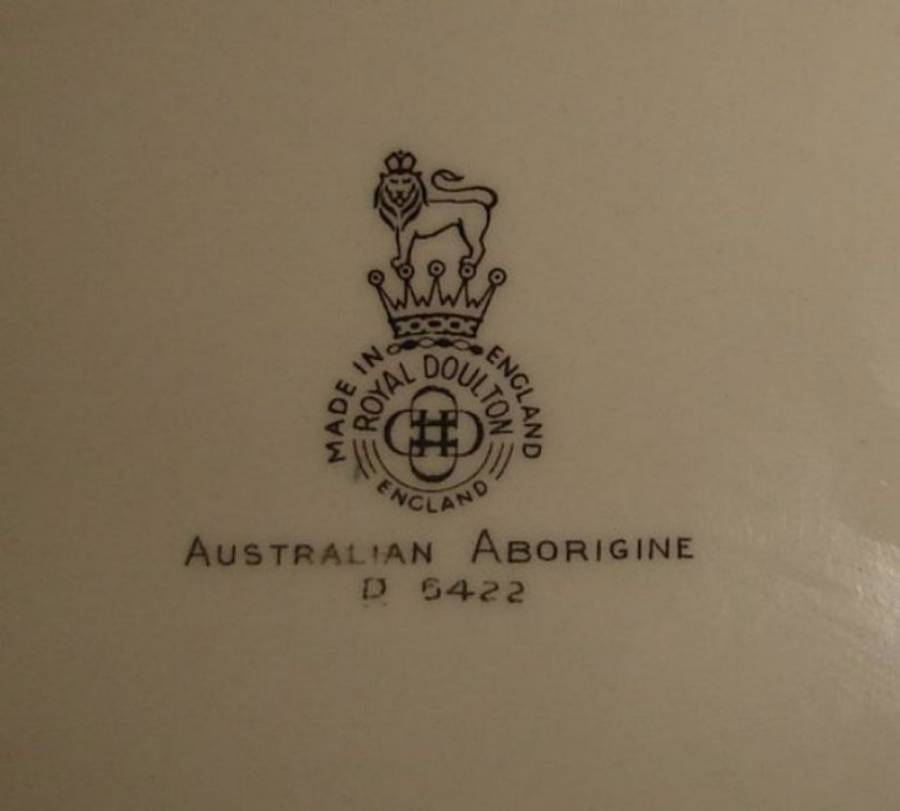 MADE IN ENGLAND
ROYAL DOULTON
ENGLAND
AUSTRALIAN ABORIGINE
D 6422